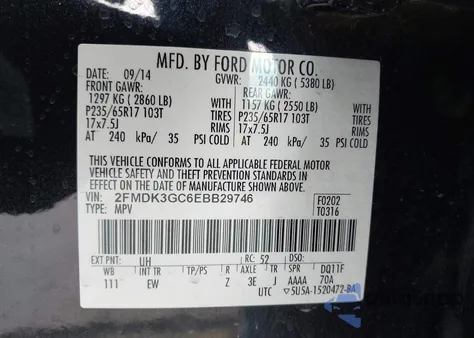 MFD. BY FORD MOTOR CO.
DATE: 09/14 GVWR: 2440 KG ( 5380 LB)
FRONT GAWR: REAR GAWR:
1297 KG ( 2860 LB) 1157 KG ( 2550 LB)
P235/65R17 103T TIRES P235/65R17 103T TIRES
17x7.5J RIMS 17x7.5J RIMS
AT 240 kPa/ 35 PSI COLD AT 240 kPa/ 35 PSI COLD
THIS VEHICLE CONFORMS TO ALL APPLICABLE FEDERAL MOTOR
VEHICLE SAFETY AND THEFT PREVENTION STANDARDS IN EFFECT
ON THE DATE OF MANUFACTURE SHOWN ABOVE.
VIN: 2FMDK3GC6EBB29746 F0202
TYPE: MPV T0316
EXT PNT: UH RC: 52 DQ11F
WB INT TR TP/PS R AXLE TR SPR 70A
111 EW Z 3E J AAAA
UTC ▽5U5A-1520472-BA